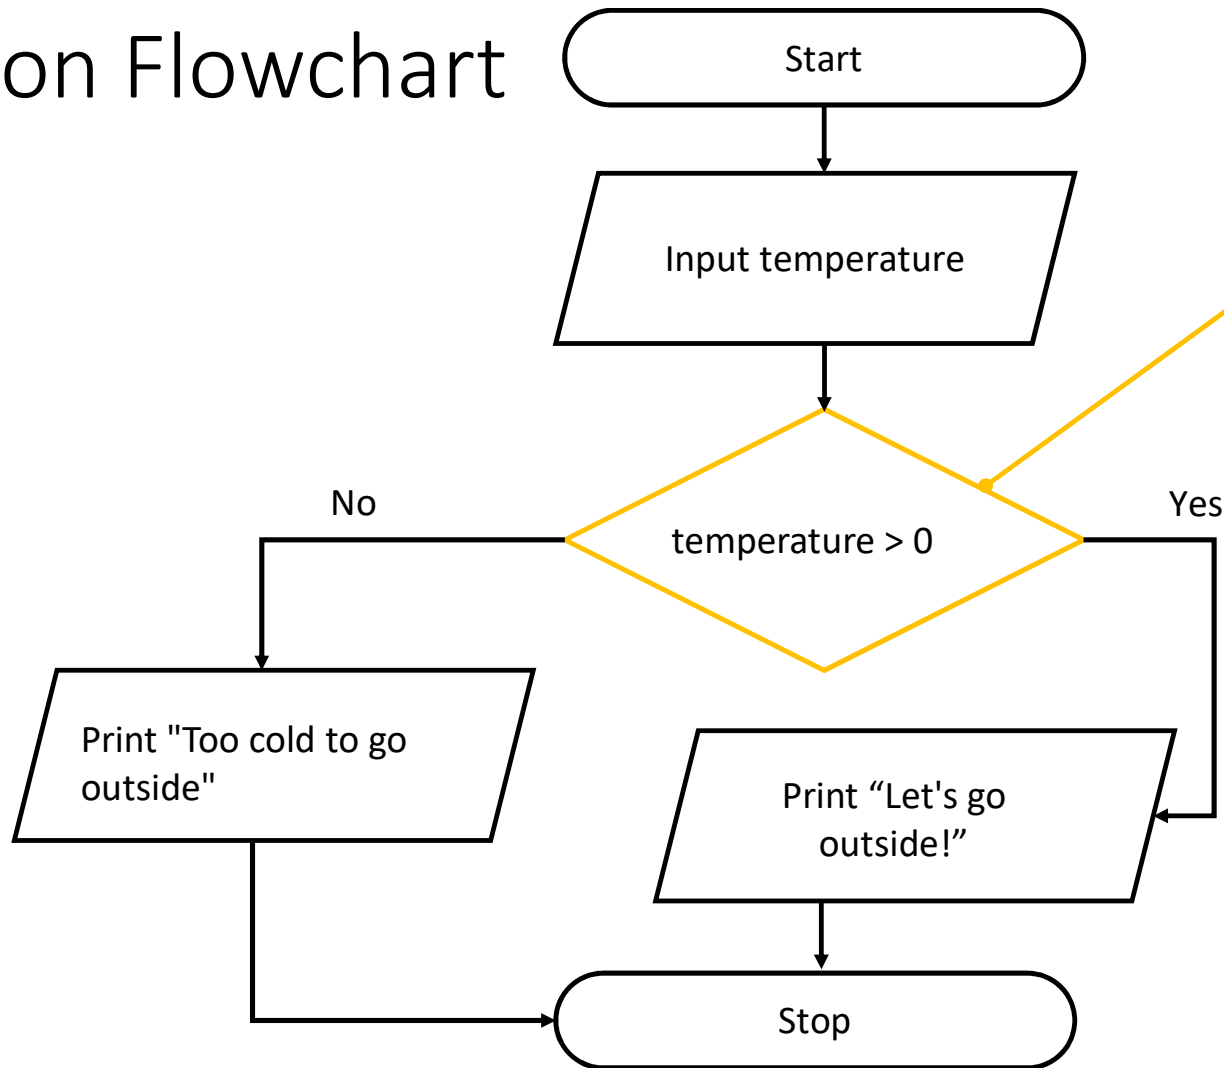 on Flowchart
Start
Input temperature
No
temperature > 0
Yes
Print "Too cold to go
outside"
Print “Let's go
outside!”
Stop